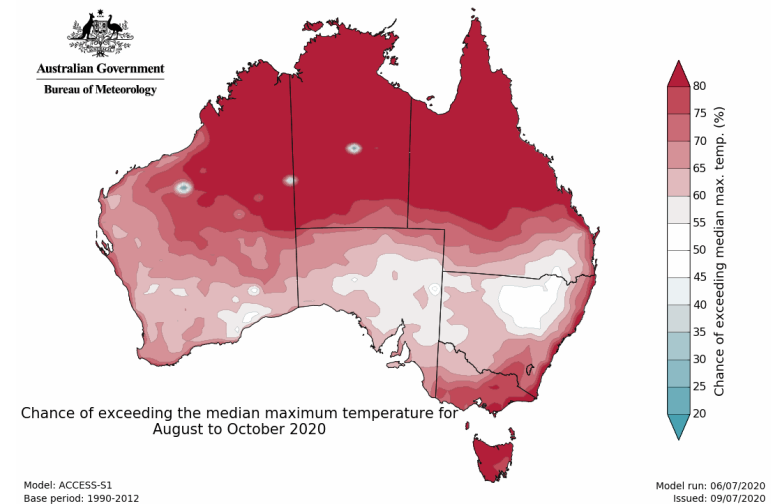 Australian Government
Bureau of Meteorology
80
75
70
65
60
55
50
45
40
35
30
25
20
Chance of exceeding median max. temp. (%)
Chance of exceeding the median maximum temperature for
August to October 2020
Model: ACCESS-S1
Base period: 1990-2012
Model run: 06/07/2020
Issued: 09/07/2020